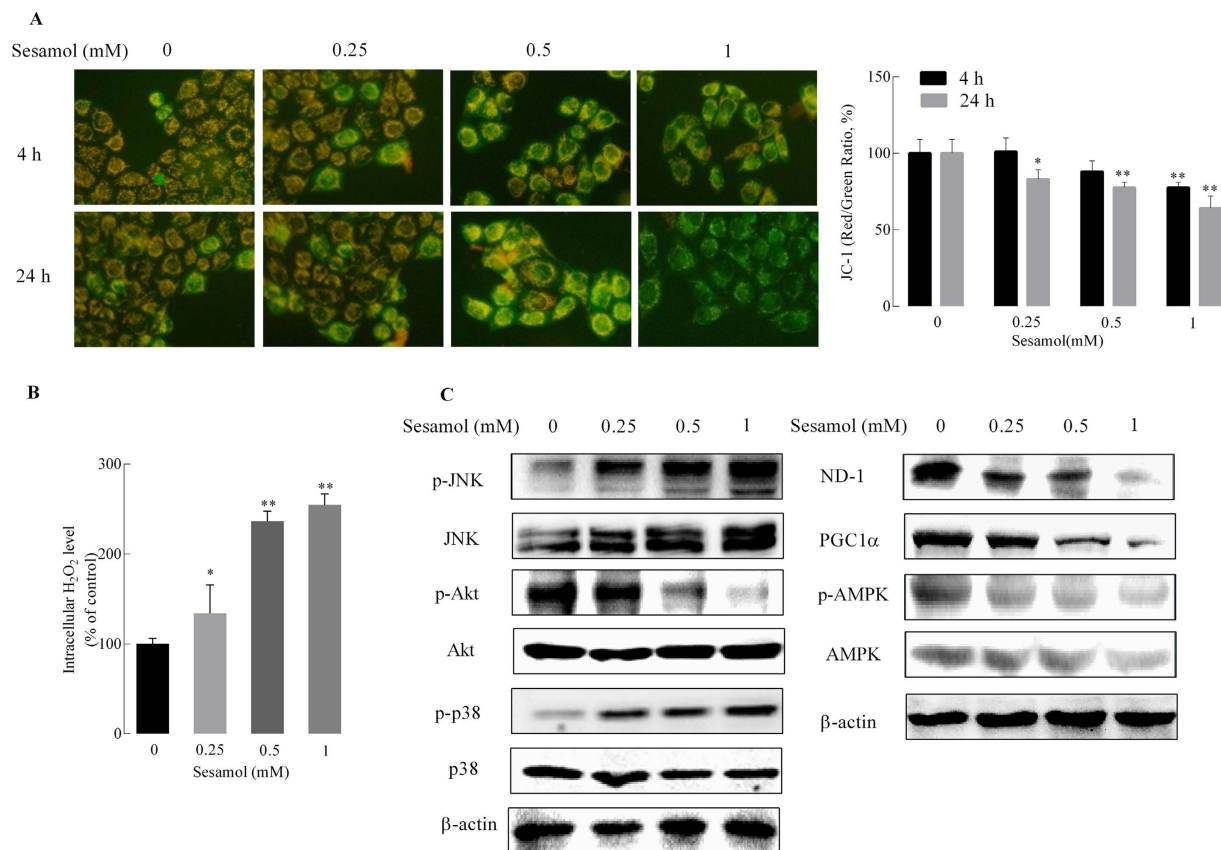 A
Sesamol (mM) 0 0.25 0.5 1
4 h
24 h
JC-1 (Red/Green Ratio, %)
150
100
50
0
4 h
24 h
*
**
**
**
0 0.25 0.5 1
Sesamol(mM)
B
Intracellular H₂O₂ level
(% of control)
300
200
100
0
*
**
**
0 0.25 0.5 1
Sesamol (mM)
C
Sesamol (mM) 0 0.25 0.5 1
p-JNK
JNK
p-Akt
Akt
p-p38
p38
β-actin
Sesamol (mM) 0 0.25 0.5 1
ND-1
PGC1α
p-AMPK
AMPK
β-actin